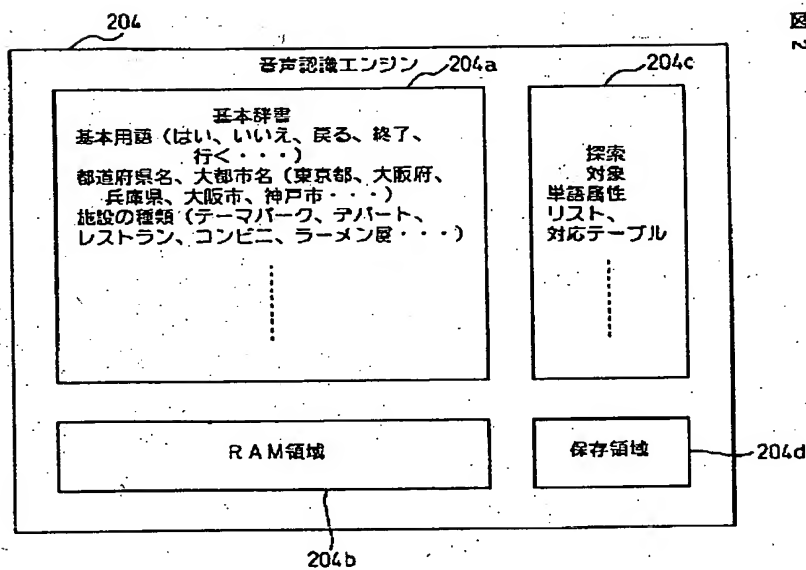 図2
204
音声認識エンジン
204a
204c
基本辞書
基本用語(はい、いいえ、戻る、終了、
行く・・・)
都道府県名、大都市名(東京都、大阪府、
兵庫県、大阪市、神戸市・・・)
施設の種類(テーマパーク、デパート、
レストラン、コンビニ、ラーメン屋・・・)
探索
対象
単語属性
リスト、
対応テーブル
RAM領域
保存領域
204d
204b